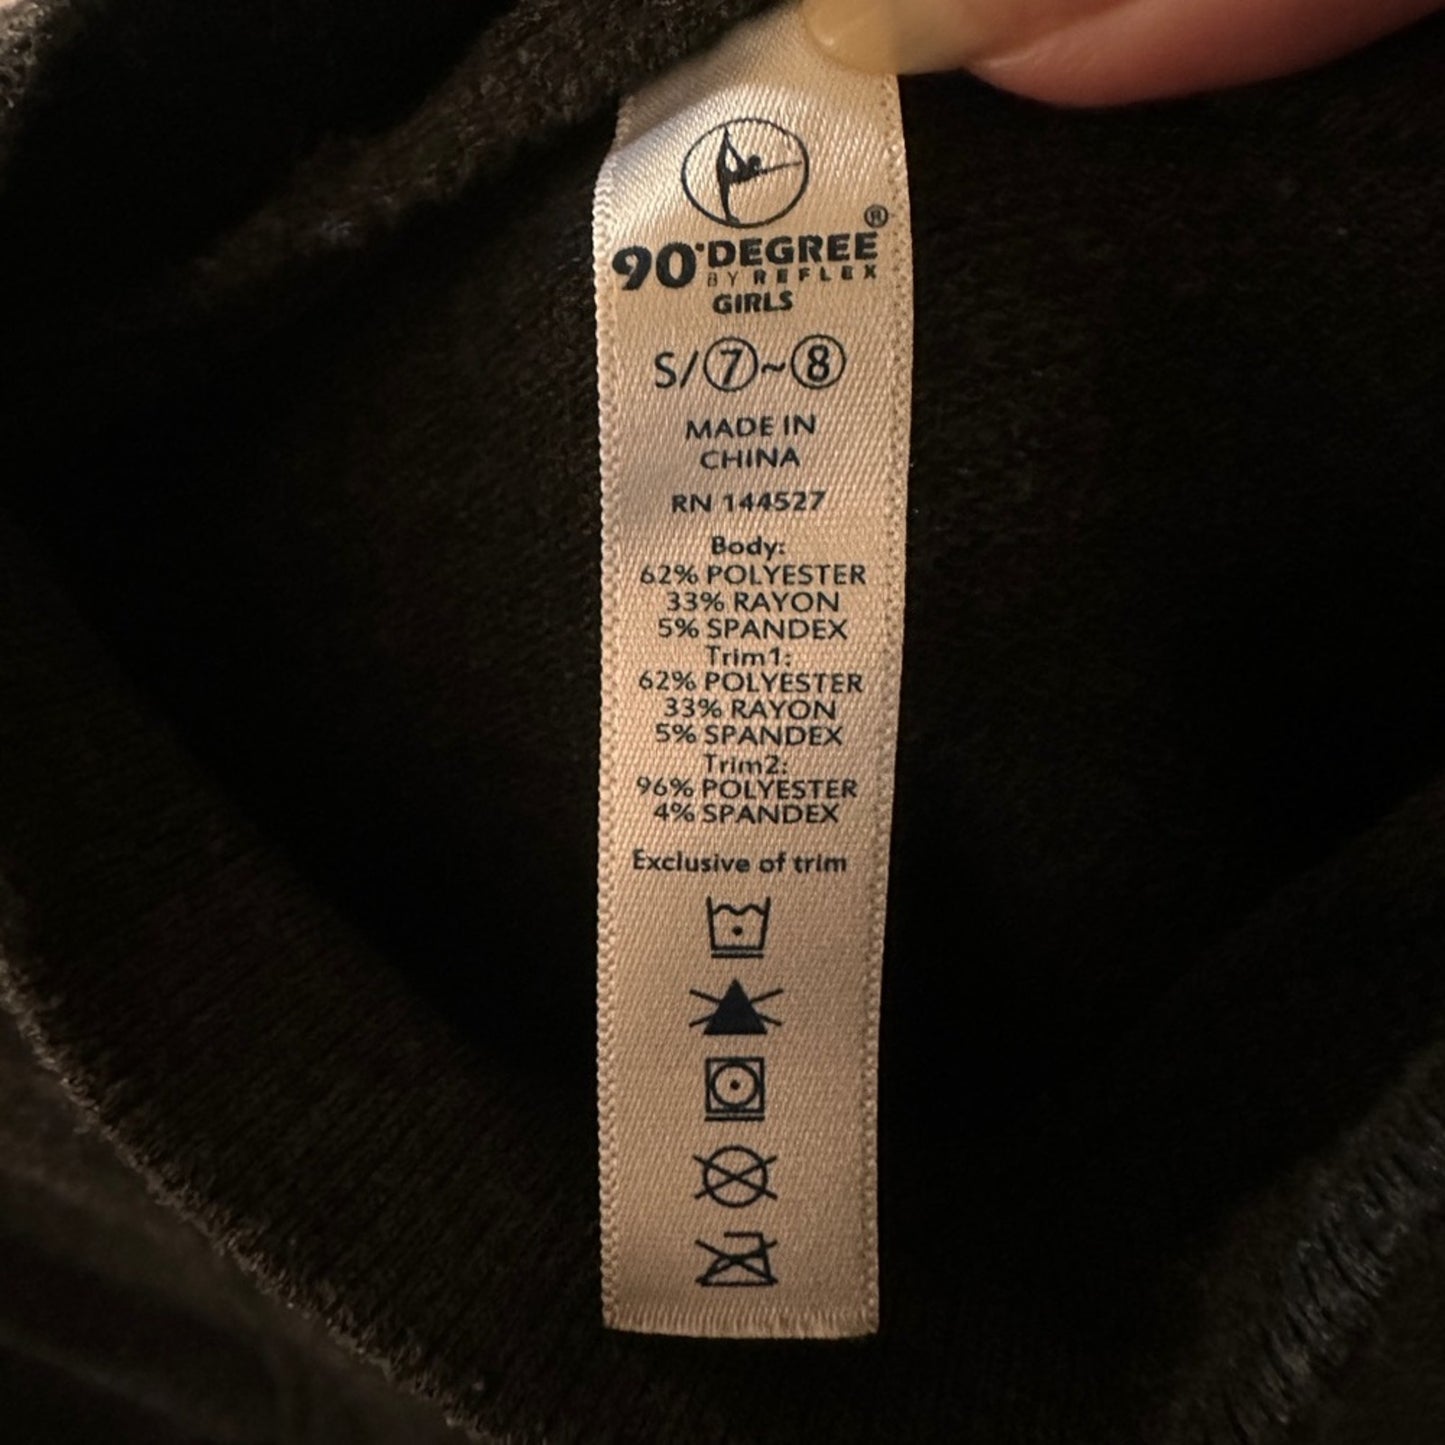 90°DEGREE®
BY REFLEX
GIRLS
S/⑦~⑧
MADE IN
CHINA
RN 144527
Body:
62% POLYESTER
33% RAYON
5% SPANDEX
Trim1:
62% POLYESTER
33% RAYON
5% SPANDEX
Trim2:
96% POLYESTER
4% SPANDEX
Exclusive of trim